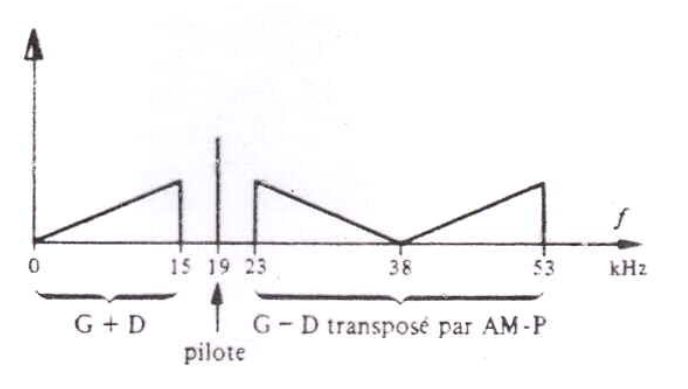 f
0 15 19 23 38 53 kHz
G + D G – D transposé par AM-P
pilote